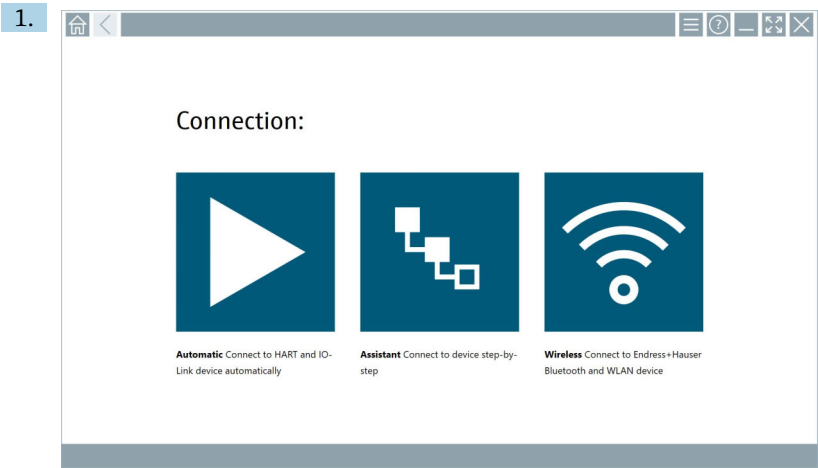 1.
?
Connection:
Automatic Connect to HART and IO-
Link device automatically
Assistant Connect to device step-by-
step
Wireless Connect to Endress+Hauser
Bluetooth and WLAN device